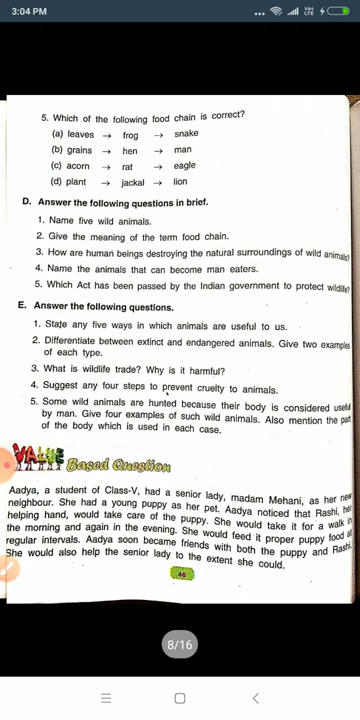 3:04 PM
5. Which of the following food chain is correct?
(a) leaves → frog → snake
(b) grains → hen → man
(c) acorn → rat → eagle
(d) plant → jackal → lion
D. Answer the following questions in brief.
1. Name five wild animals.
2. Give the meaning of the term food chain.
3. How are human beings destroying the natural surroundings of wild animals?
4. Name the animals that can become man eaters.
5. Which Act has been passed by the Indian government to protect wildlife?
E. Answer the following questions.
1. State any five ways in which animals are useful to us.
2. Differentiate between extinct and endangered animals. Give two examples
of each type.
3. What is wildlife trade? Why is it harmful?
4. Suggest any four steps to prevent cruelty to animals.
5. Some wild animals are hunted because their body is considered useful
by man. Give four examples of such wild animals. Also mention the part
of the body which is used in each case.
VALUE Based Question
Aadya, a student of Class-V, had a senior lady, madam Mehani, as her new
neighbour. She had a young puppy as her pet. Aadya noticed that Rashi, her
helping hand, would take care of the puppy. She would take it for a walk in
the morning and again in the evening. She would feed it proper puppy food at
regular intervals. Aadya soon became friends with both the puppy and Rashi.
She would also help the senior lady to the extent she could.
46
8/16